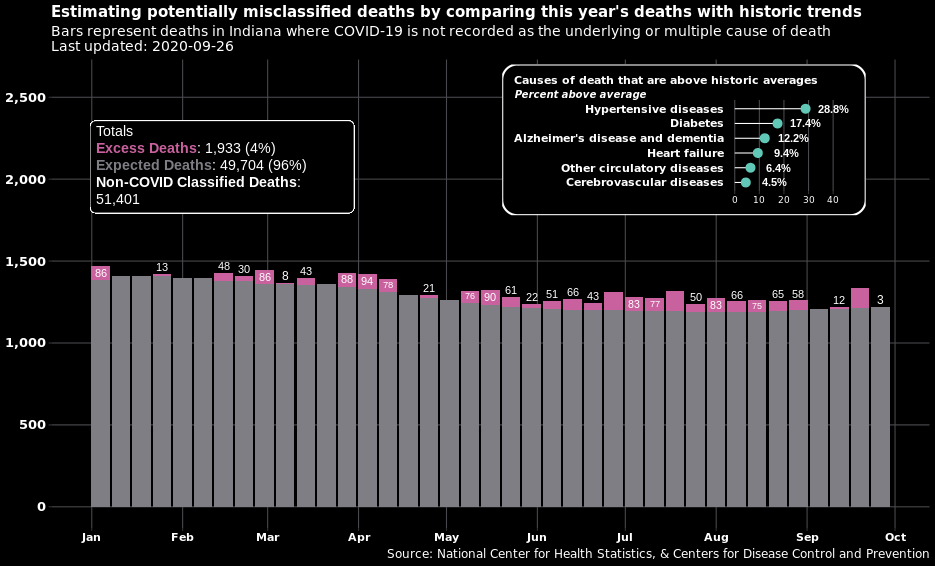 Estimating potentially misclassified deaths by comparing this year's deaths with historic trends
Bars represent deaths in Indiana where COVID-19 is not recorded as the underlying or multiple cause of death
Last updated: 2020-09-26
Causes of death that are above historic averages
Percent above average
Hypertensive diseases 28.8%
Diabetes 17.4%
Alzheimer's disease and dementia 12.2%
Heart failure 9.4%
Other circulatory diseases 6.4%
Cerebrovascular diseases 4.5%
0 10 20 30 40
Totals
Excess Deaths: 1,933 (4%)
Expected Deaths: 49,704 (96%)
Non-COVID Classified Deaths:
51,401
2,500
2,000
1,500
1,000
500
0
86 13 48 30 86 8 43 88 94 78 21 76 90 61 22 51 66 43 83 77 50 83 66 75 65 58 12 3
Jan Feb Mar Apr May Jun Jul Aug Sep Oct
Source: National Center for Health Statistics, & Centers for Disease Control and Prevention